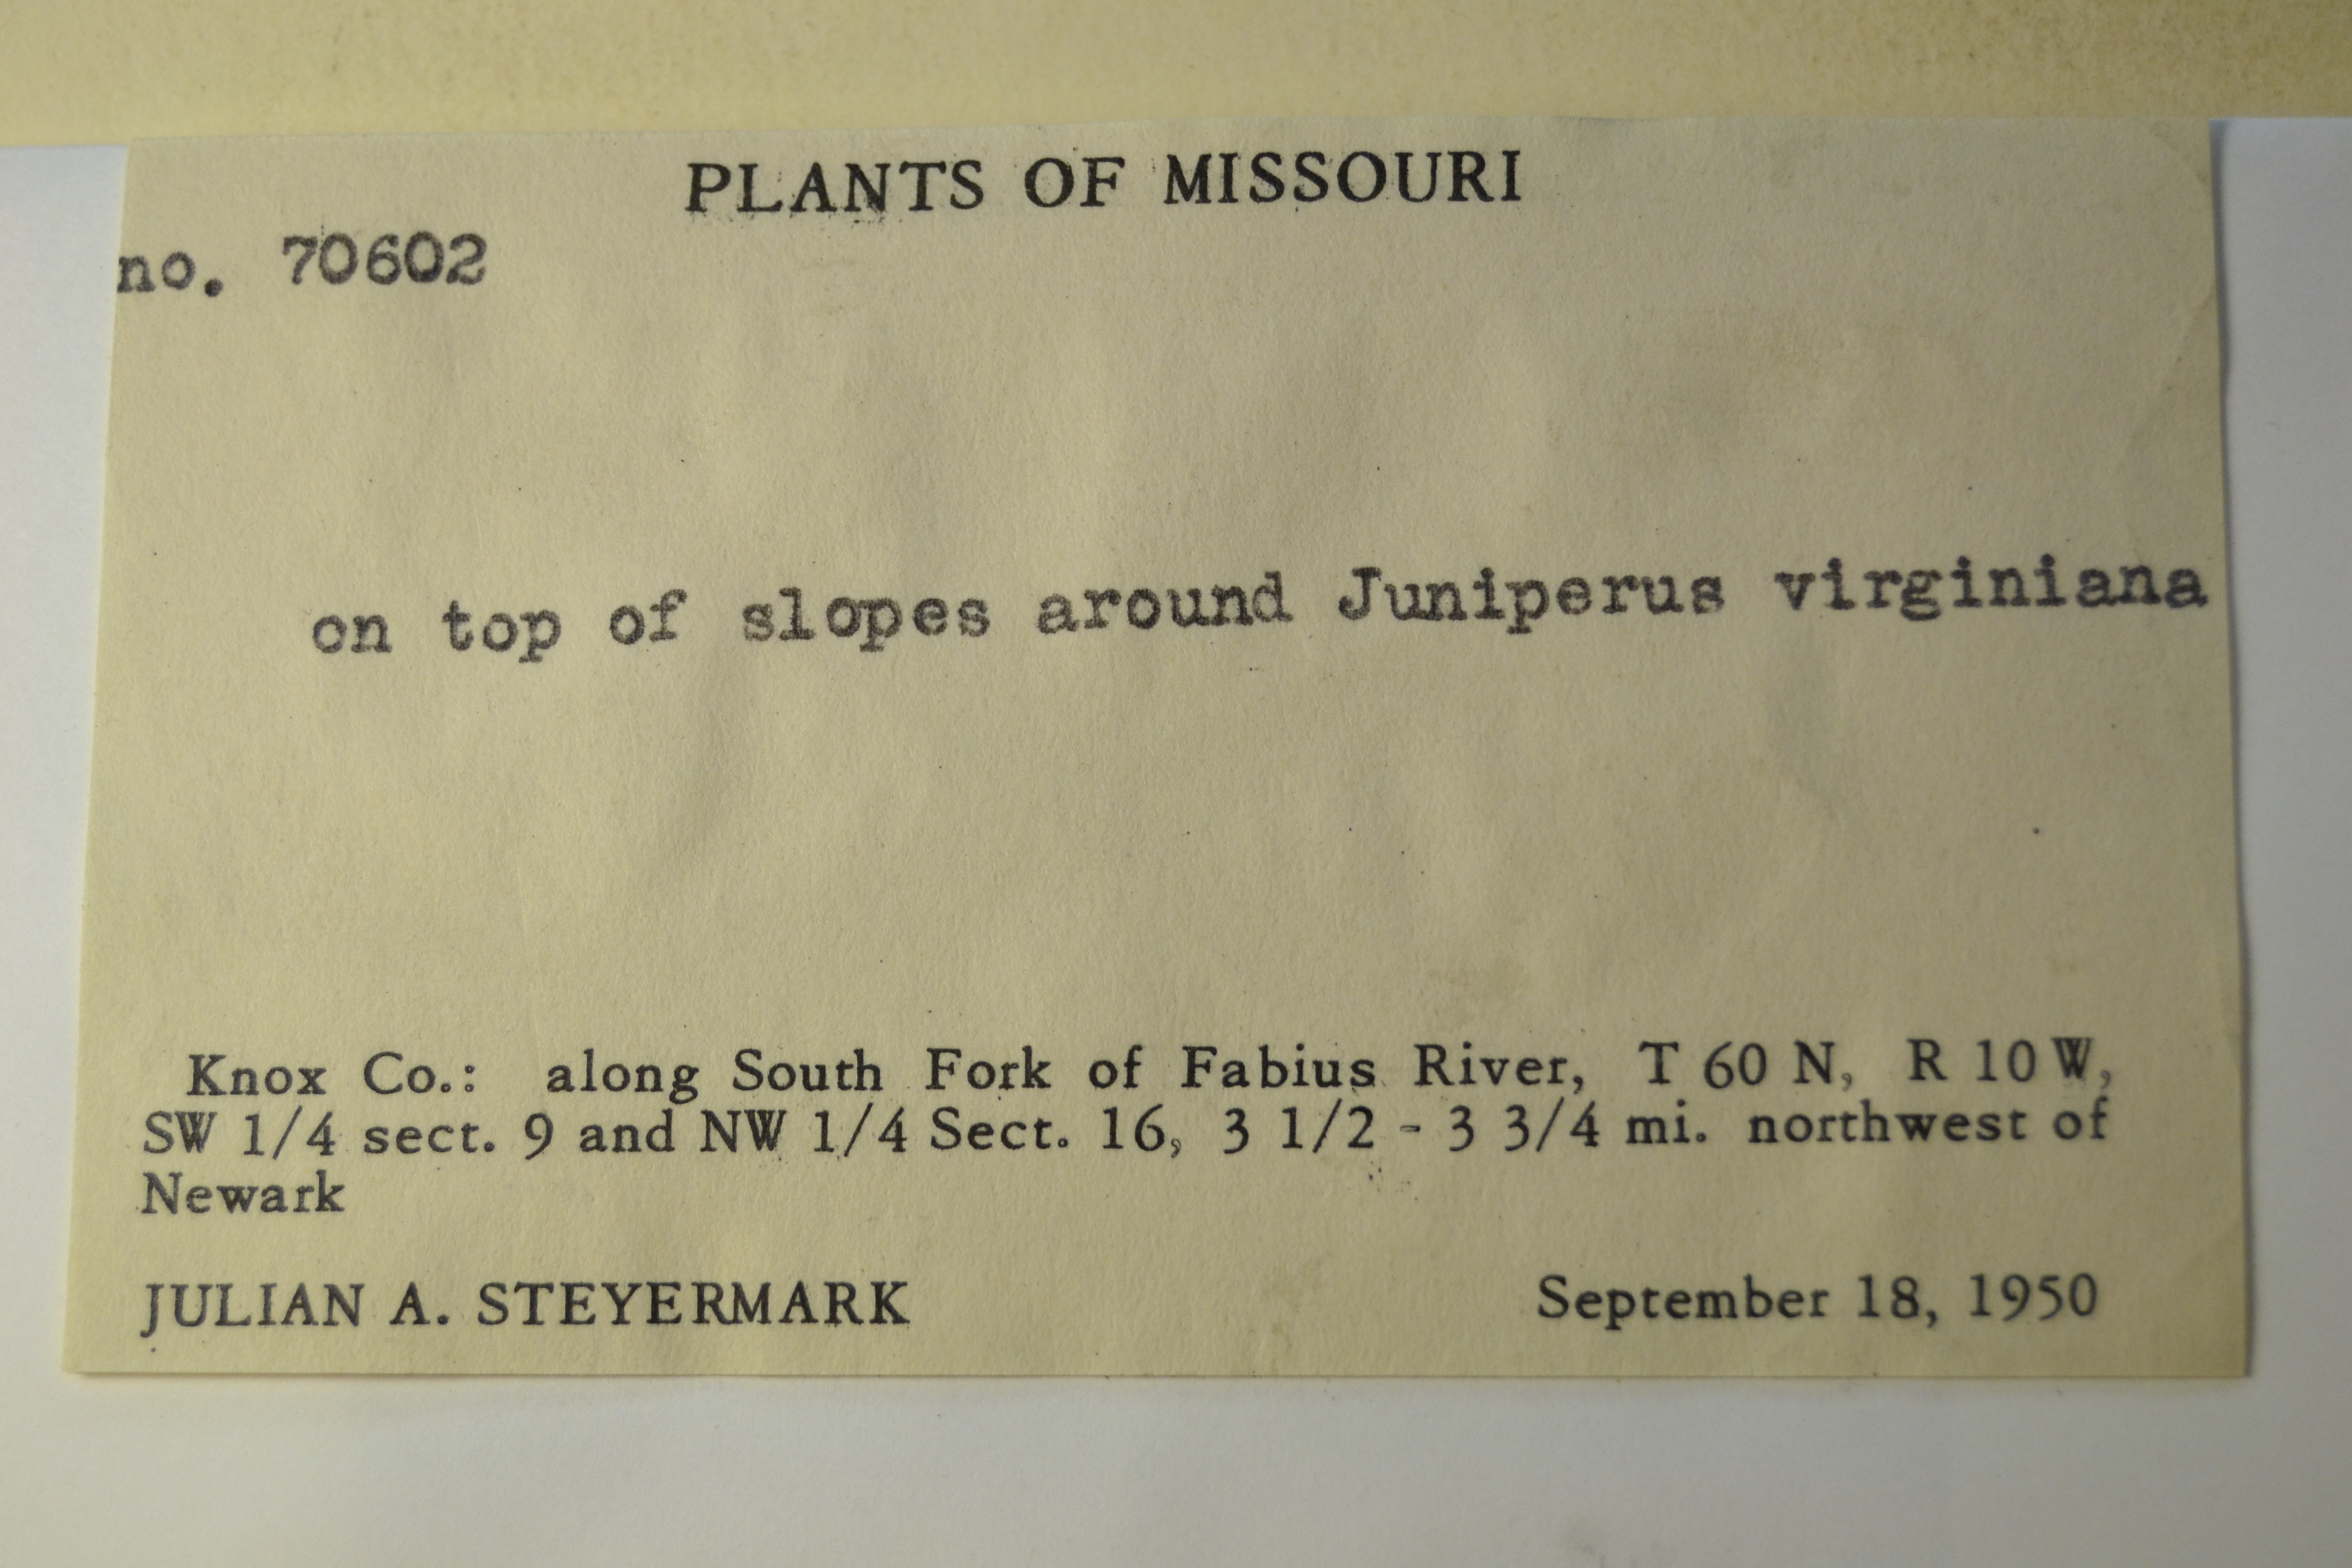 PLANTS OF MISSOURI
no. 70602
on top of slopes around Juniperus virginiana
Knox Co.: along South Fork of Fabius River, T 60 N, R 10 W,
SW 1/4 sect. 9 and NW 1/4 Sect. 16, 3 1/2 - 3 3/4 mi. northwest of
Newark
JULIAN A. STEYERMARK September 18, 1950